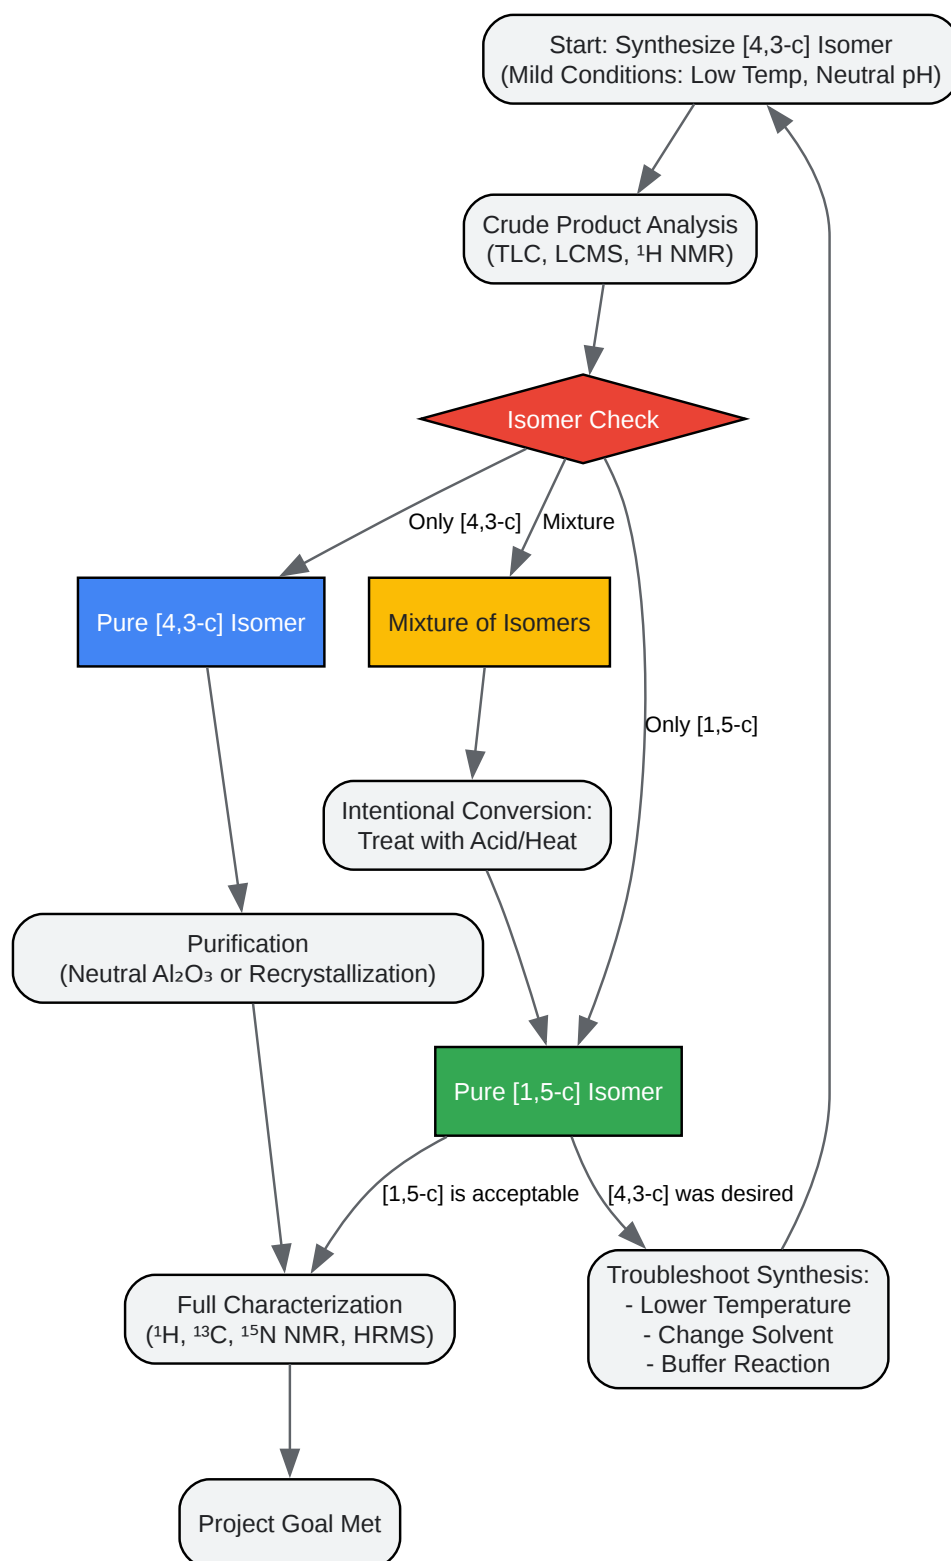 Start: Synthesize [4,3-c] Isomer
(Mild Conditions: Low Temp, Neutral pH)
Crude Product Analysis
(TLC, LCMS, ¹H NMR)
Isomer Check
Only [4,3-c]
Mixture
Pure [4,3-c] Isomer
Mixture of Isomers
Only [1,5-c]
Intentional Conversion:
Treat with Acid/Heat
Purification
(Neutral Al₂O₃ or Recrystallization)
Pure [1,5-c] Isomer
[1,5-c] is acceptable
[4,3-c] was desired
Troubleshoot Synthesis:
- Lower Temperature
- Change Solvent
- Buffer Reaction
Full Characterization
(¹H, ¹³C, ¹⁵N NMR, HRMS)
Project Goal Met